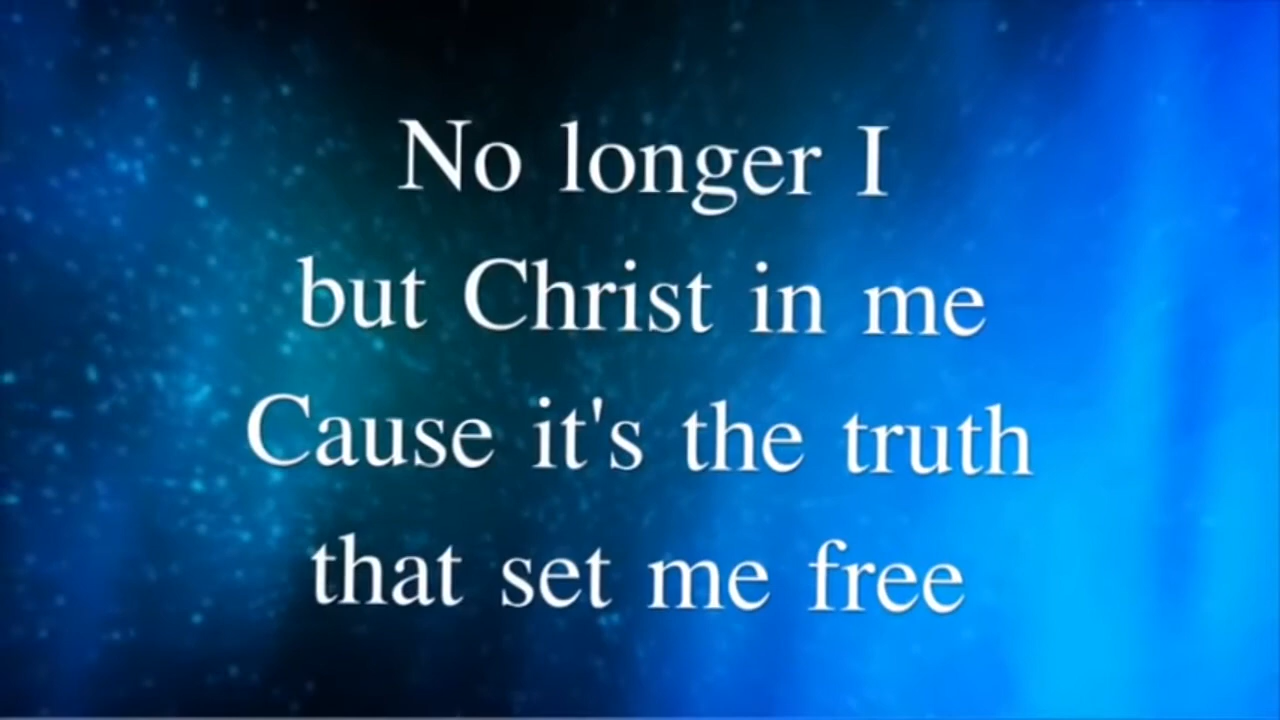 No longer I
but Christ in me
Cause it's the truth
that set me free